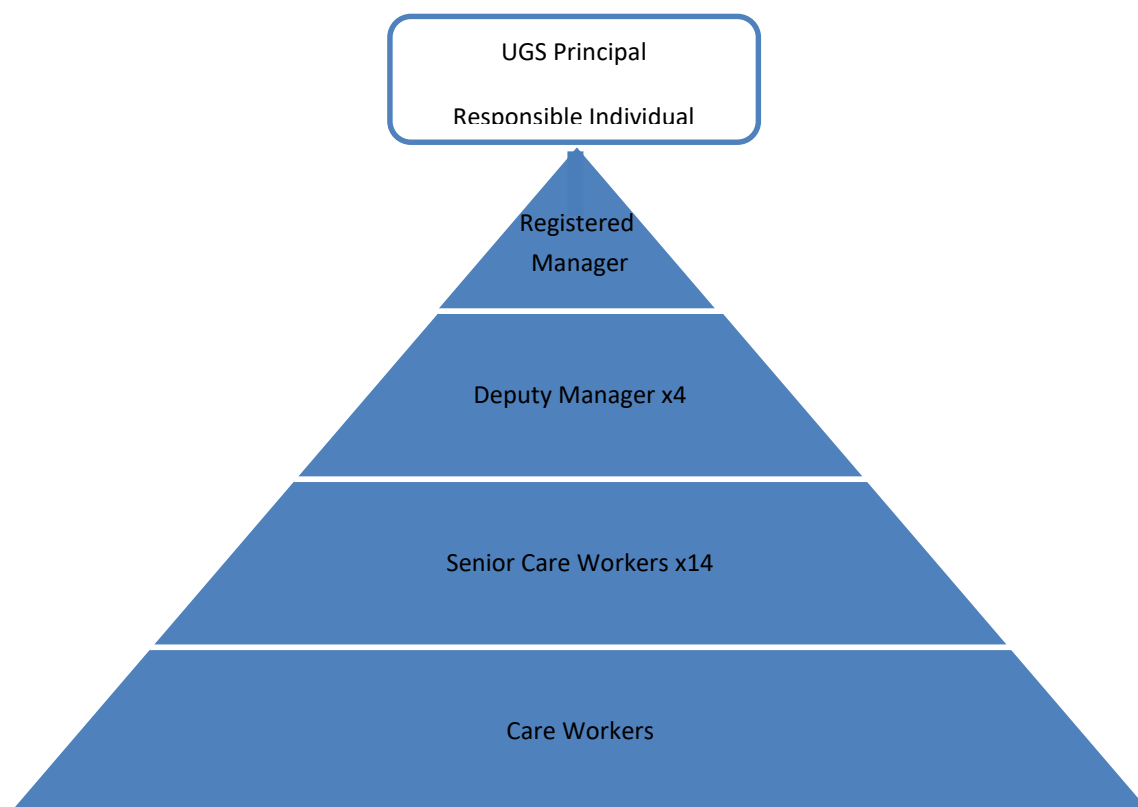 UGS Principal
Responsible Individual
Registered
Manager
Deputy Manager x4
Senior Care Workers x14
Care Workers